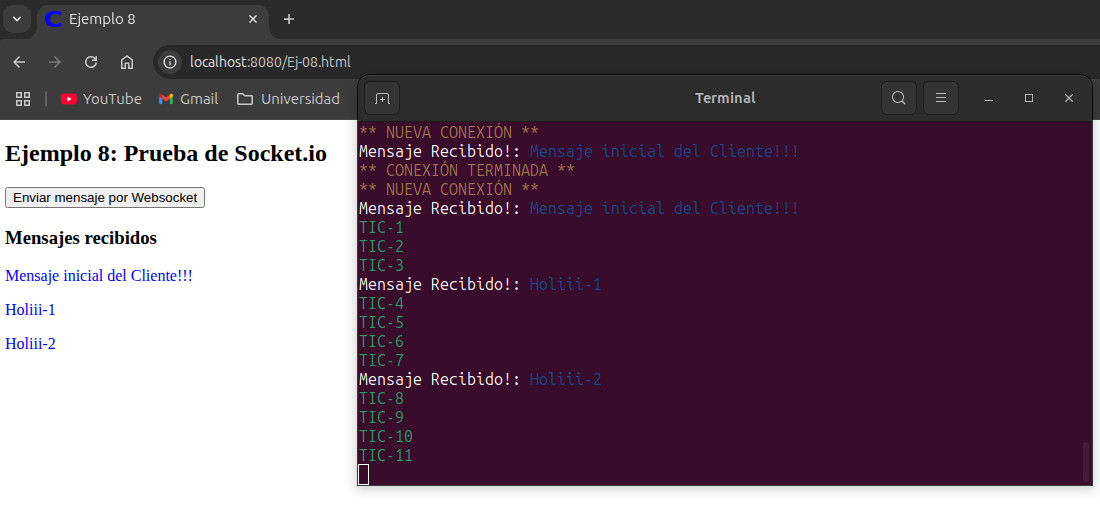 Ejemplo 8
localhost:8080/Ej-08.html
YouTube
Gmail
Universidad
Ejemplo 8: Prueba de Socket.io
Enviar mensaje por Websocket
Mensajes recibidos
Mensaje inicial del Cliente!!!
Holiii-1
Holiii-2
Terminal
** NUEVA CONEXIÓN **
Mensaje Recibido!: Mensaje inicial del Cliente!!!
** CONEXIÓN TERMINADA **
** NUEVA CONEXIÓN **
Mensaje Recibido!: Mensaje inicial del Cliente!!!
TIC-1
TIC-2
TIC-3
Mensaje Recibido!: Holiii-1
TIC-4
TIC-5
TIC-6
TIC-7
Mensaje Recibido!: Holiii-2
TIC-8
TIC-9
TIC-10
TIC-11